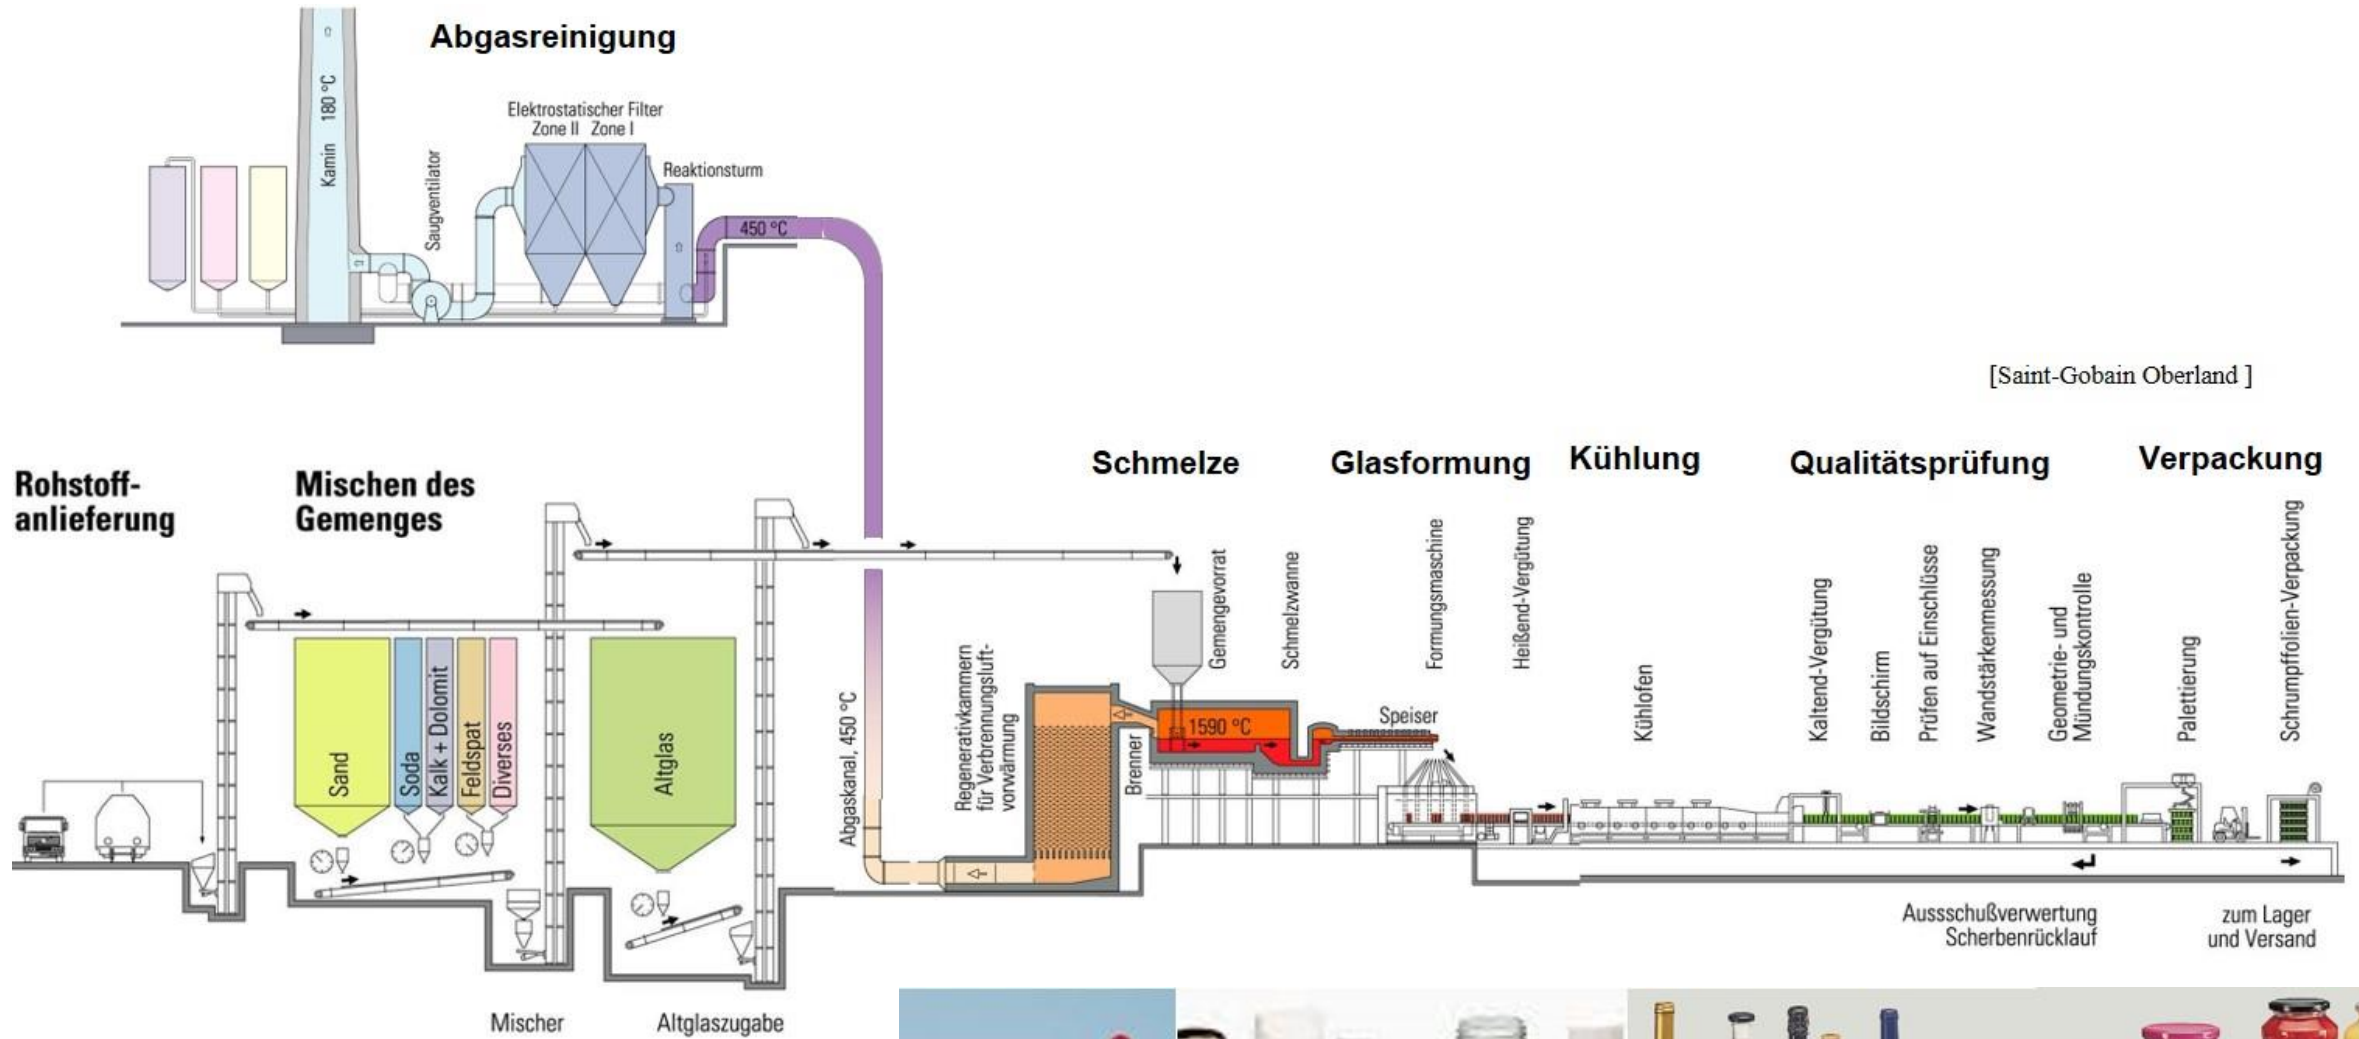 Abgasreinigung
Kamin 180 °C
Saugventilator
Elektrostatischer Filter
Zone II Zone I
Reaktionsturm
450 °C
[Saint-Gobain Oberland ]
Rohstoff-
anlieferung
Mischen des
Gemenges
Schmelze
Glasformung
Kühlung
Qualitätsprüfung
Verpackung
Sand
Soda
Kalk + Dolomit
Feldspat
Diverses
Altglas
Abgaskanal, 450 °C
Regenerativkammern
für Verbrennungsluft-
vorwärmung
Brenner
1590 °C
Gemengevorrat
Schmelzwanne
Speiser
Formungsmaschine
Heißend-Vergütung
Kühlofen
Kaltend-Vergütung
Bildschirm
Prüfen auf Einschlüsse
Wandstärkenmessung
Geometrie- und
Mündungskontrolle
Palettierung
Schrumpffolien-Verpackung
Aussschußverwertung
Scherbenrücklauf
zum Lager
und Versand
Mischer
Altglaszugabe